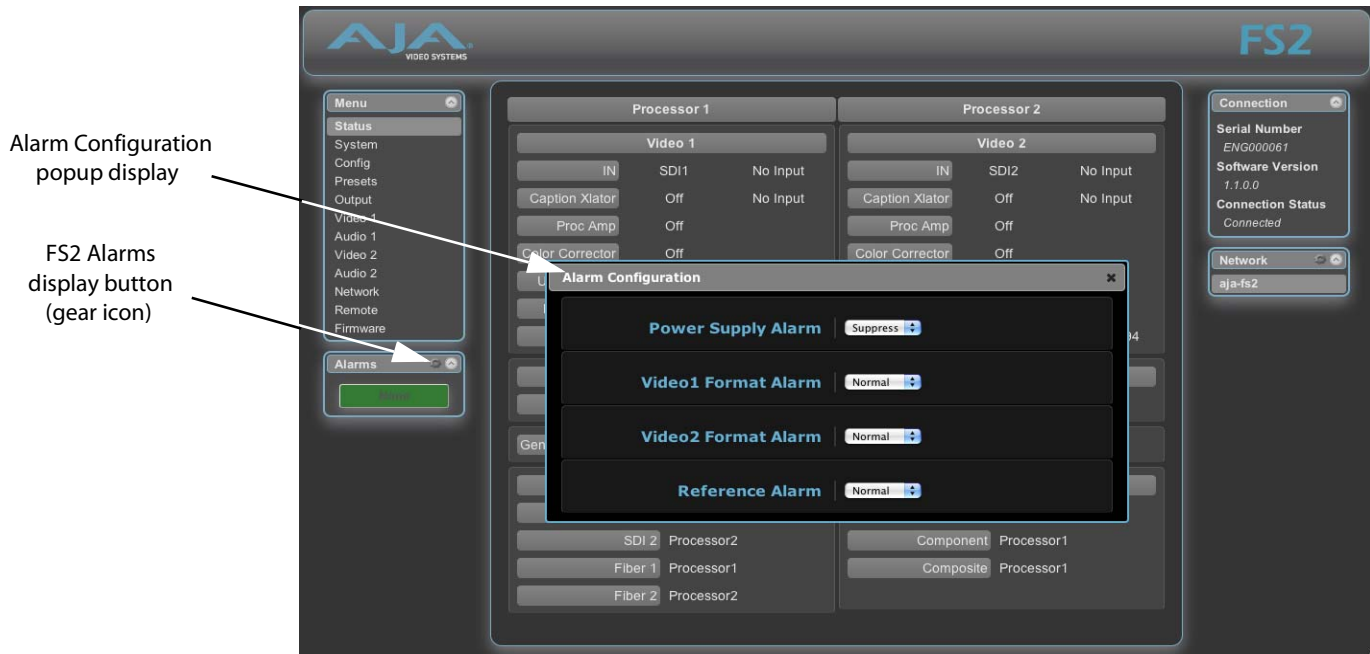 AJA
VIDEO SYSTEMS
FS2
Alarm Configuration
popup display
FS2 Alarms
display button
(gear icon)
Menu
Status
System
Config
Presets
Output
Video 1
Audio 1
Video 2
Audio 2
Network
Remote
Firmware
Alarms
None
Processor 1
Processor 2
Video 1
IN SDI1 No Input
Caption Xlator Off No Input
Proc Amp Off
Color Corrector Off
Video 2
IN SDI2 No Input
Caption Xlator Off No Input
Proc Amp Off
Color Corrector Off
Alarm Configuration
Power Supply Alarm Suppress
Video1 Format Alarm Normal
Video2 Format Alarm Normal
Reference Alarm Normal
SDI 2 Processor2
Fiber 1 Processor1
Fiber 2 Processor2
Component Processor1
Composite Processor1
Connection
Serial Number
ENG000061
Software Version
1.1.0.0
Connection Status
Connected
Network
aja-fs2